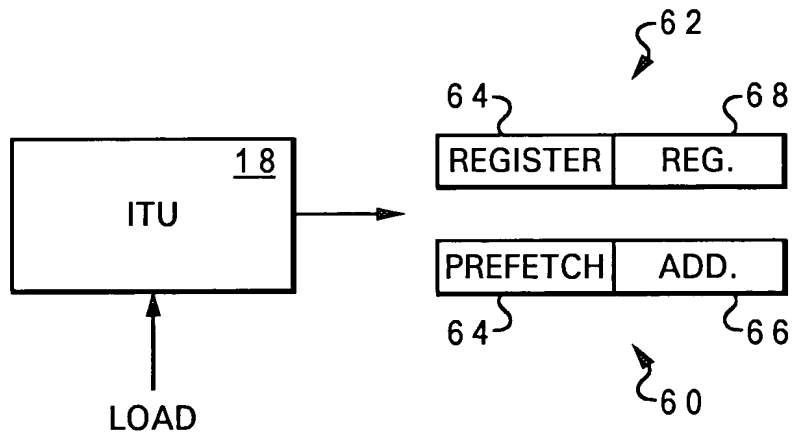 62
64 68
REGISTER REG.
18
ITU
PREFETCH ADD.
64 66
60
LOAD